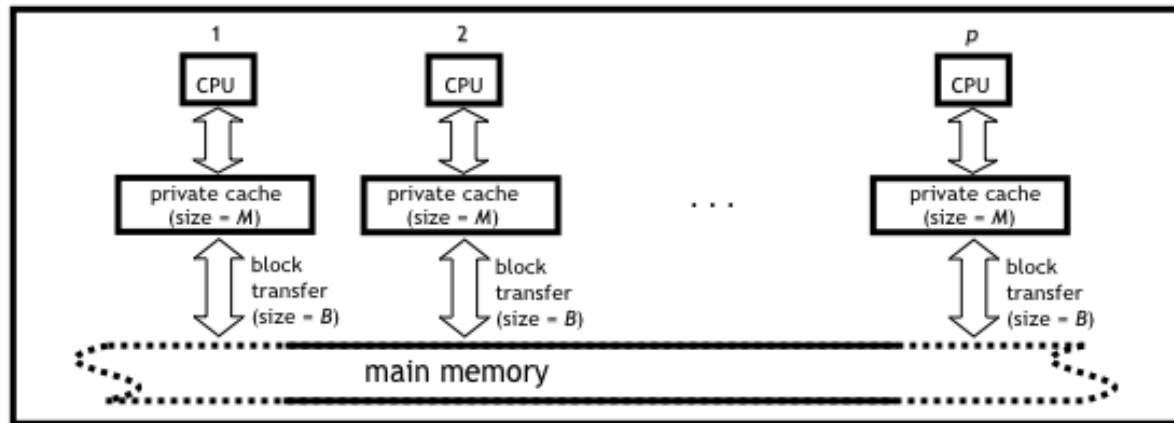 1
2
p
CPU
CPU
CPU
private cache
(size = M)
private cache
(size = M)
. . .
private cache
(size = M)
block
transfer
(size = B)
block
transfer
(size = B)
block
transfer
(size = B)
main memory